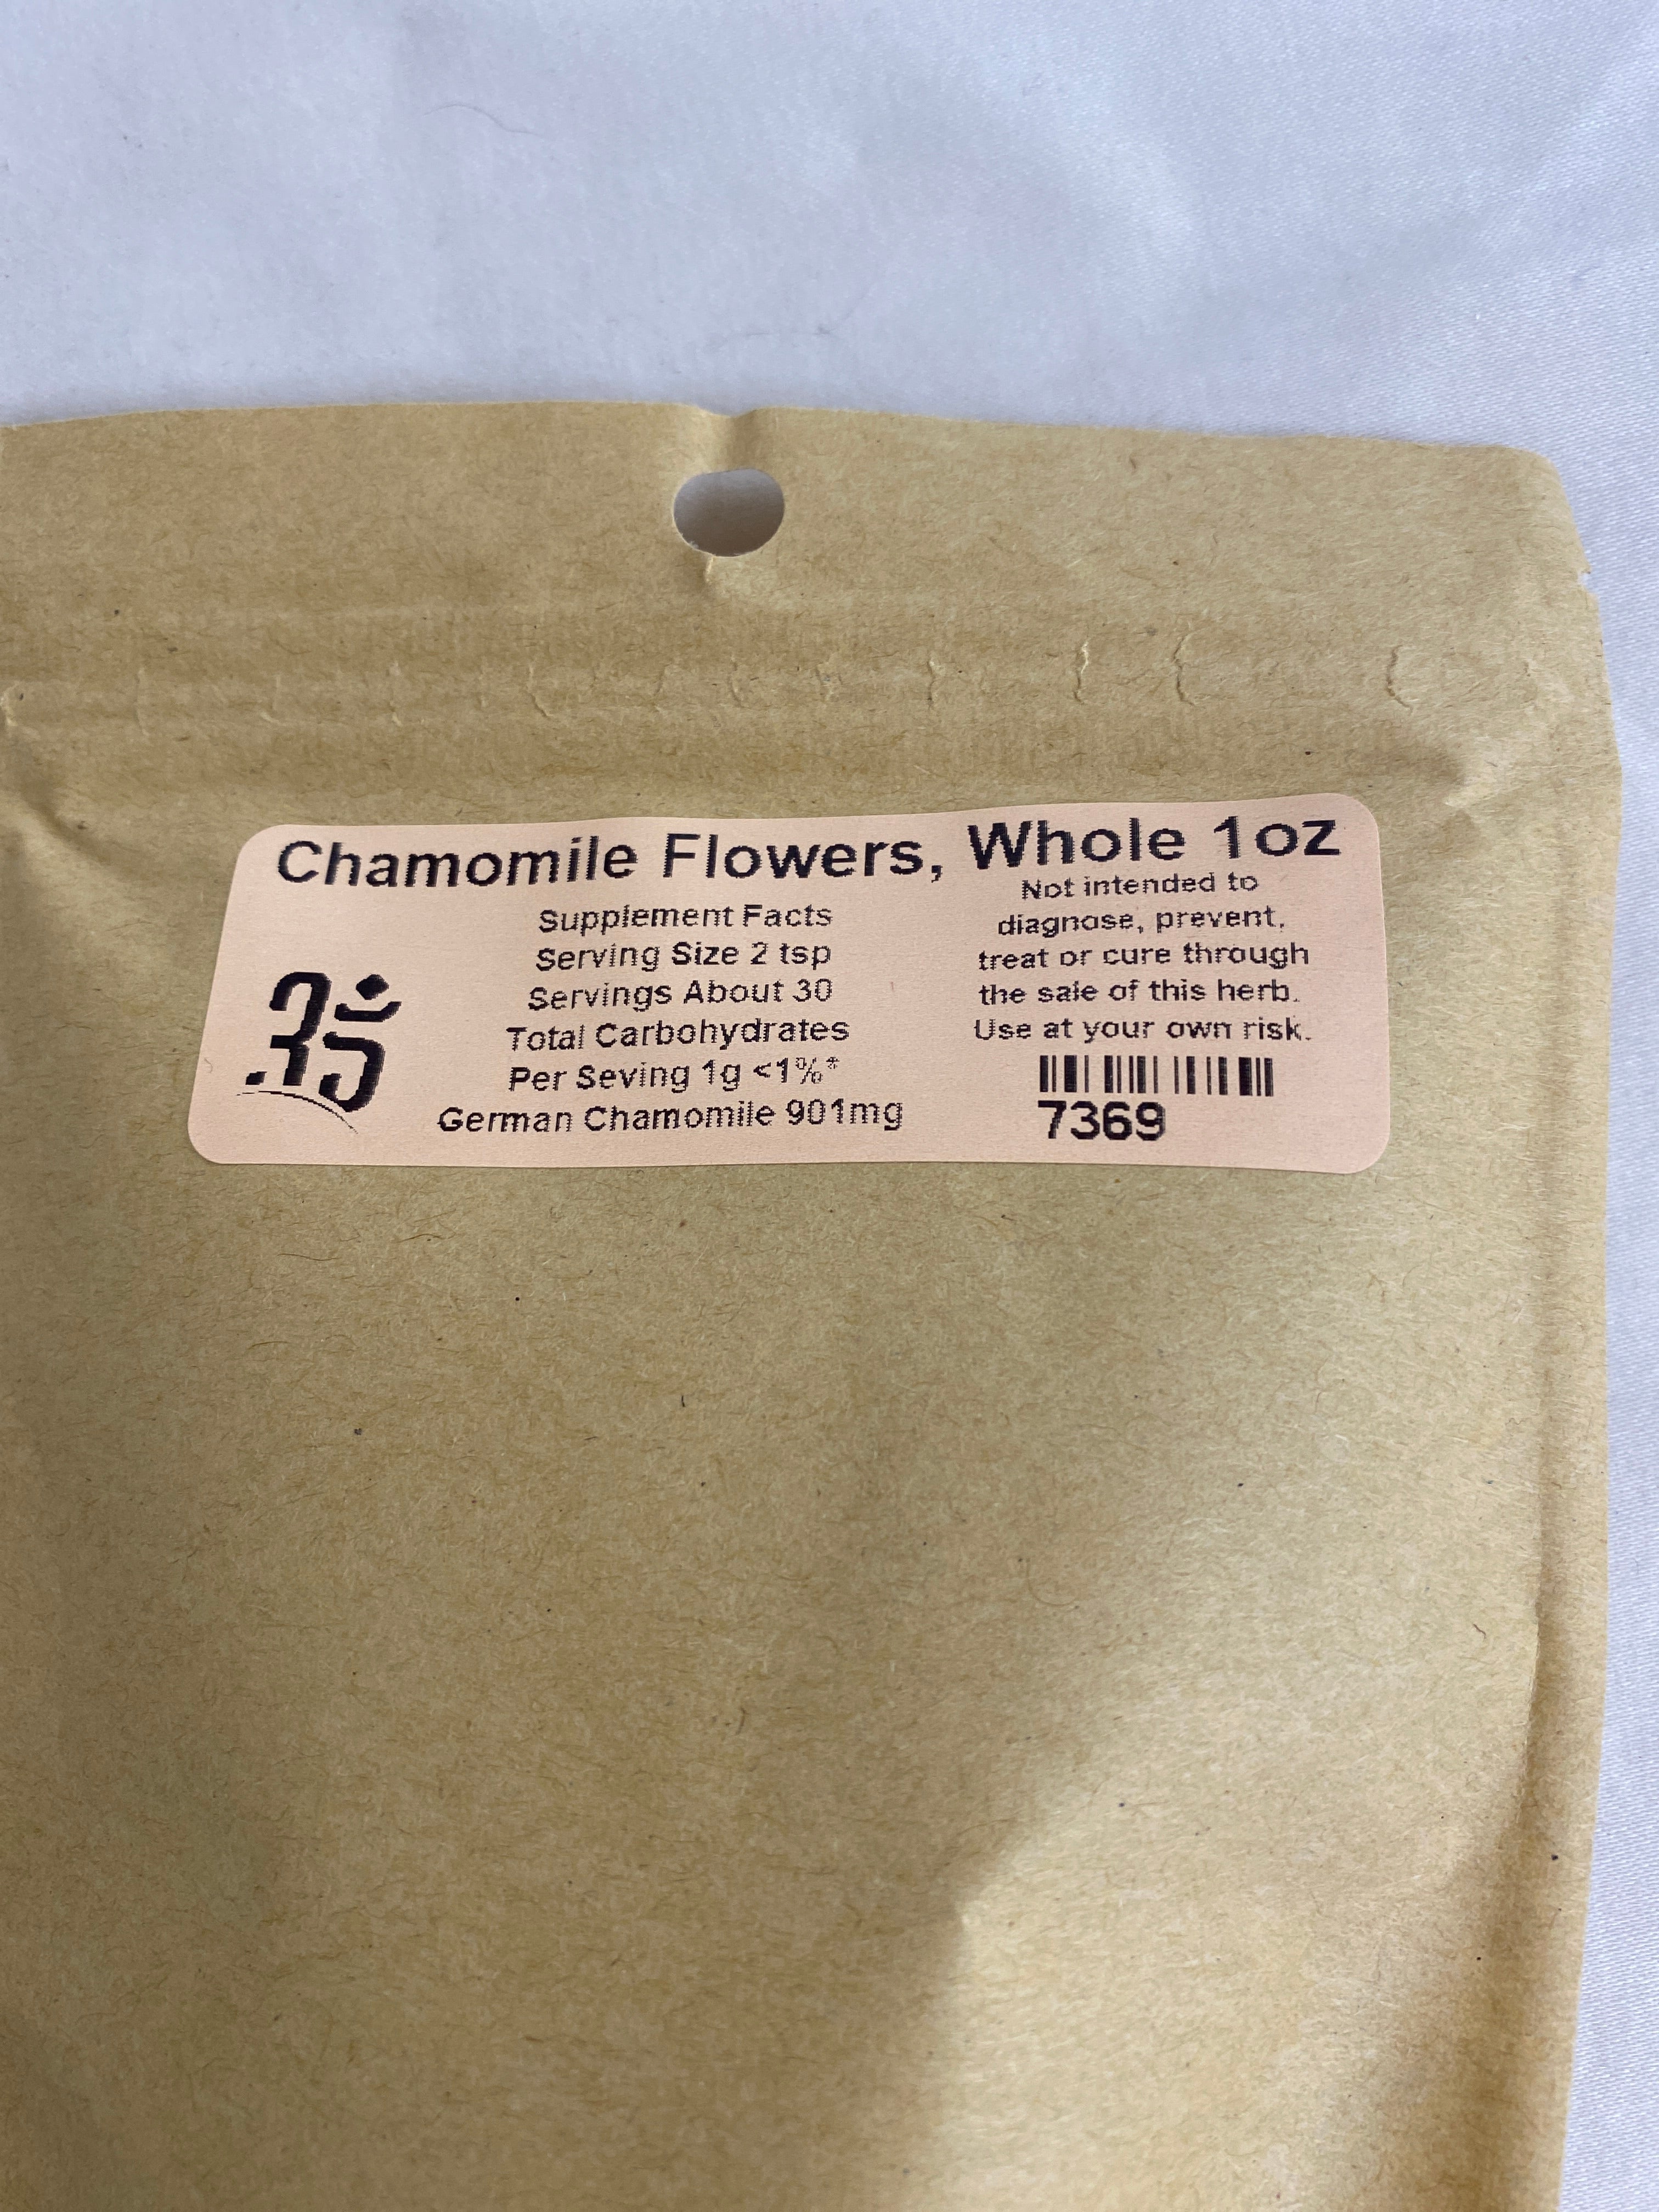 Chamomile Flowers, Whole 1oz
Supplement Facts
Serving Size 2 tsp
Servings About 30
Total Carbohydrates
Per Seving 1g <1%*
German Chamomile 901mg
Not intended to
diagnose, prevent,
treat or cure through
the sale of this herb.
Use at your own risk.
7369